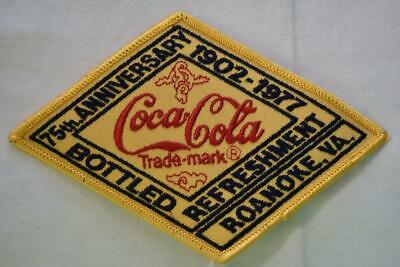 75th. ANNIVERSARY
1902-1977
Coca-Cola
Trade-mark®
BOTTLED
REFRESHMENT
ROANOKE, VA.